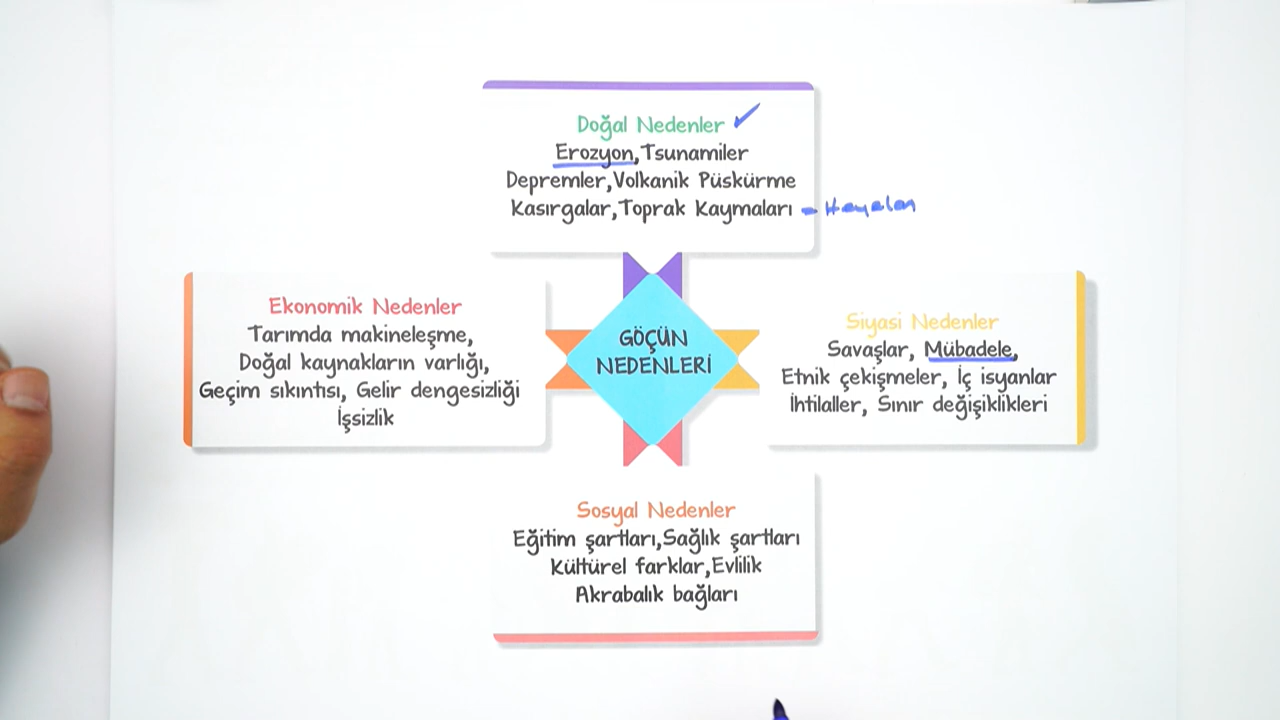 Doğal Nedenler
Erozyon,Tsunamiler
Depremler,Volkanik Püskürme
Kasırgalar,Toprak Kaymaları - Heyelan
Ekonomik Nedenler
Tarımda makineleşme,
Doğal kaynakların varlığı,
Geçim sıkıntısı, Gelir dengesizliği
İşsizlik
GÖÇÜN
NEDENLERİ
Siyasi Nedenler
Savaşlar, Mübadele,
Etnik çekişmeler, İç isyanlar
İhtilaller, Sınır değişiklikleri
Sosyal Nedenler
Eğitim şartları,Sağlık şartları
Kültürel farklar,Evlilik
Akrabalık bağları